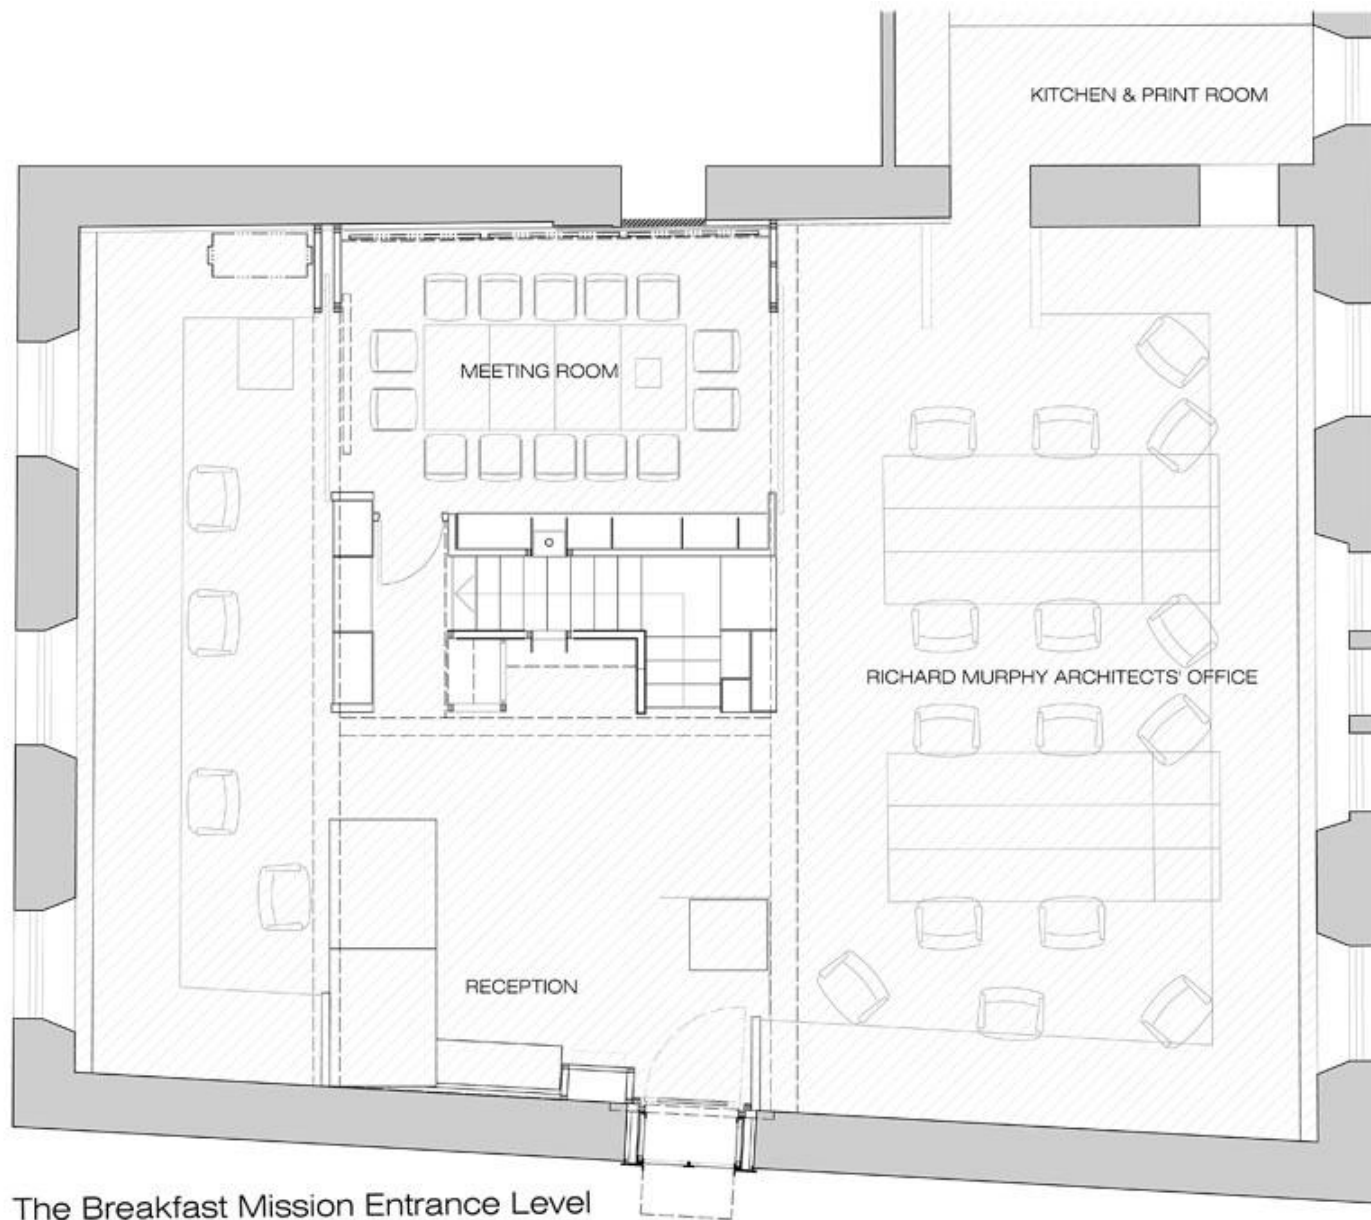 KITCHEN & PRINT ROOM
MEETING ROOM
RICHARD MURPHY ARCHITECTS' OFFICE
RECEPTION
The Breakfast Mission Entrance Level